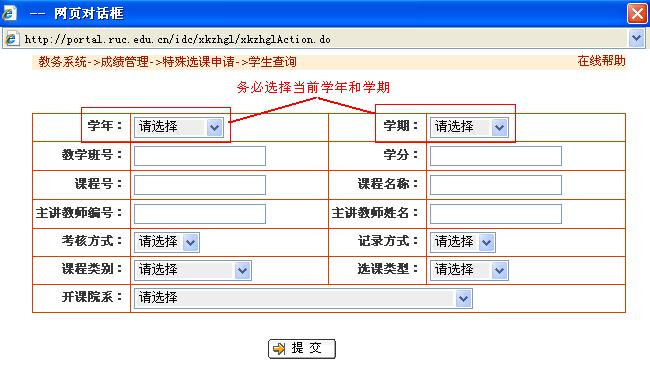 -- 网页对话框
http://portal.ruc.edu.cn/idc/xkzhgl/xkzhglAction.do
教务系统->成绩管理->特殊选课申请->学生查询 在线帮助
务必选择当前学年和学期
学年： 请选择 学期： 请选择
教学班号： 学分：
课程号： 课程名称：
主讲教师编号： 主讲教师姓名：
考核方式： 请选择 记录方式： 请选择
课程类别： 请选择 选课类型： 请选择
开课院系： 请选择
提 交